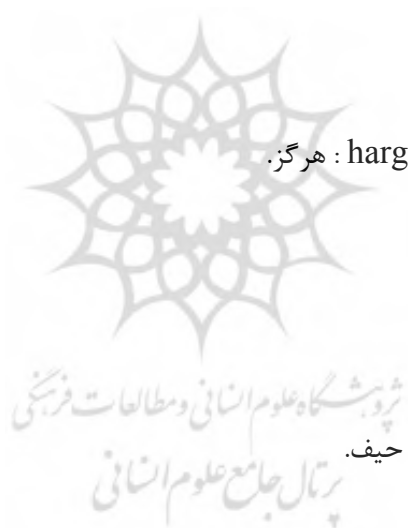 harg : هرگز.
پژوهشگاه علوم انسانی و مطالعات فرهنگی
حیف.
پرتال جامع علوم انسانی